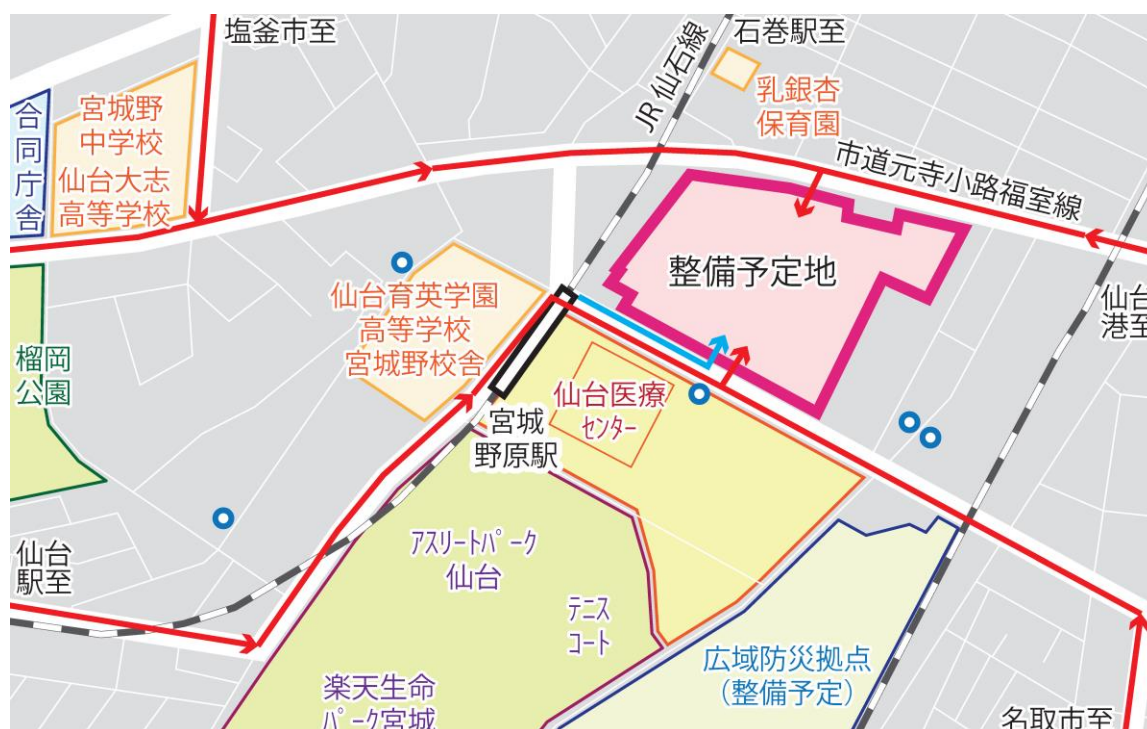 塩釜市至
石巻駅至
JR 仙石線
合同庁舎
宮城野
中学校
仙台大志
高等学校
乳銀杏
保育園
市道元寺小路福室線
整備予定地
仙台育英学園
高等学校
宮城野校舎
仙台
港至
榴岡
公園
仙台医療
センター
宮城
野原駅
仙台
駅至
アスリートパーク
仙台
テニス
コート
広域防災拠点
(整備予定)
楽天生命
パーク宮城
名取市至